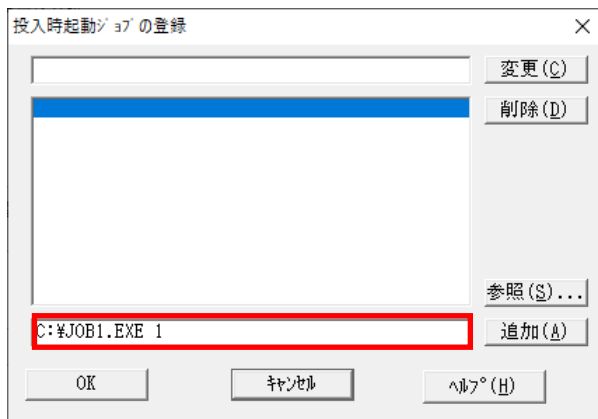 投入時起動ｼﾞｮﾌﾞの登録
変更(C)
削除(D)
参照(S)...
C:¥JOB1.EXE 1
追加(A)
OK
ｷｬﾝｾﾙ
ﾍﾙﾌﾟ(H)